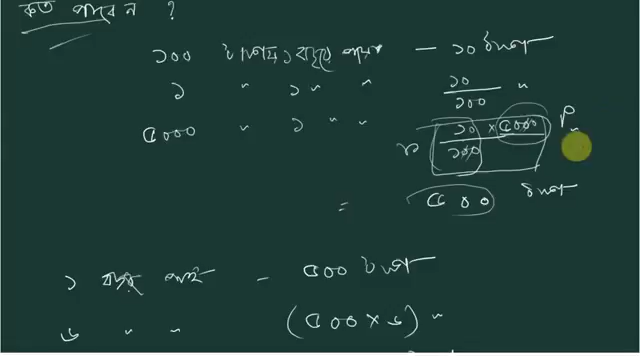 কত পাবেন ?
১০০ টাকায় ১ বছরে পায় — ১০ টাকা
১ " ১ " " ১০/১০০ "
৫০০০ " ১ " " ১০ × ৫০০০/১০০ "
P
r
= ৫০০ টাকা
১ বছরে পাই – ৫০০ টাকা
৬ " " (৫০০ × ৬) "